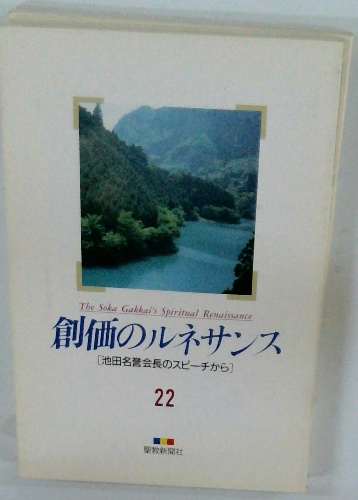 The Soka Gakkai's Spiritual Renaissance
創価のルネサンス
[池田名誉会長のスピーチから]
22
聖教新聞社